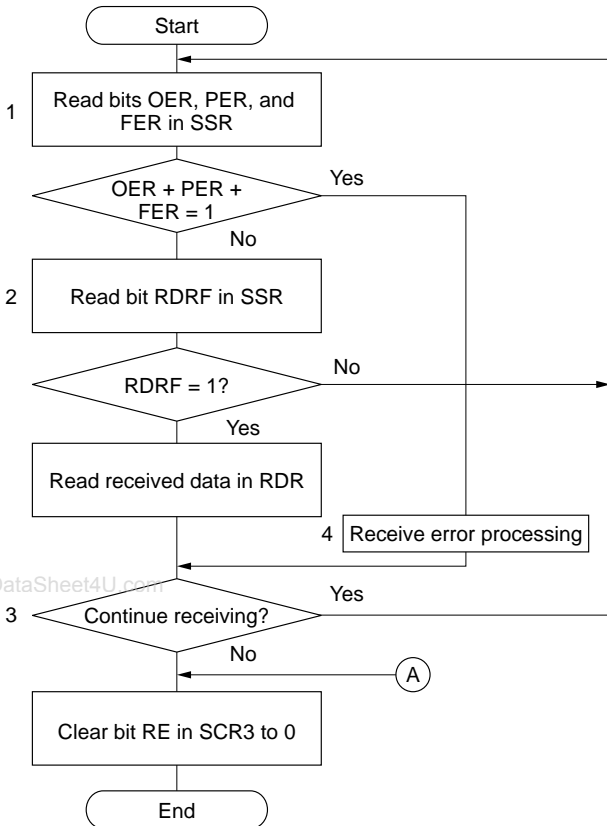 Start
1
Read bits OER, PER, and
FER in SSR
OER + PER +
FER = 1
Yes
No
2
Read bit RDRF in SSR
RDRF = 1?
No
Yes
Read received data in RDR
4
Receive error processing
DataSheet4U.com
3
Continue receiving?
Yes
No
A
Clear bit RE in SCR3 to 0
End